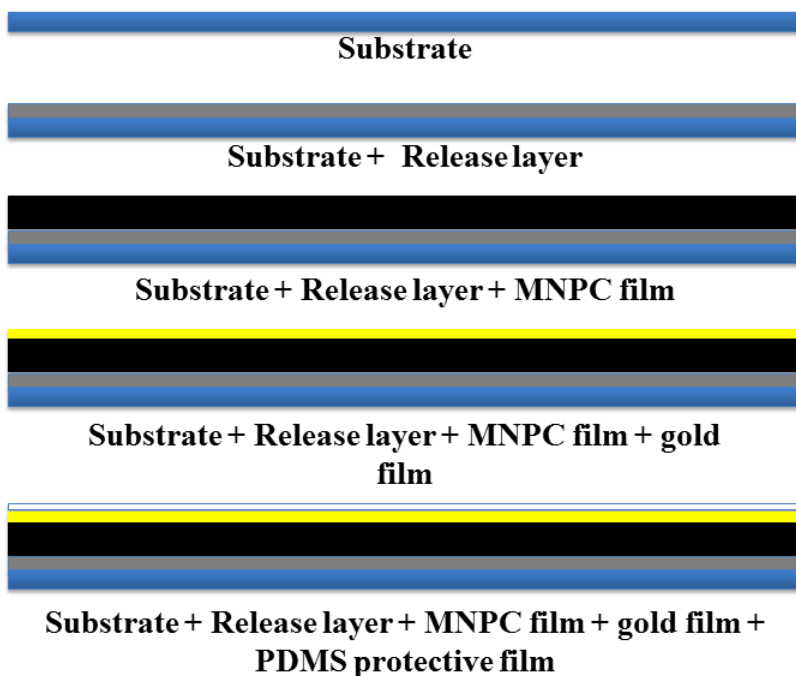 Substrate
Substrate + Release layer
Substrate + Release layer + MNPC film
Substrate + Release layer + MNPC film + gold
film
Substrate + Release layer + MNPC film + gold film +
PDMS protective film